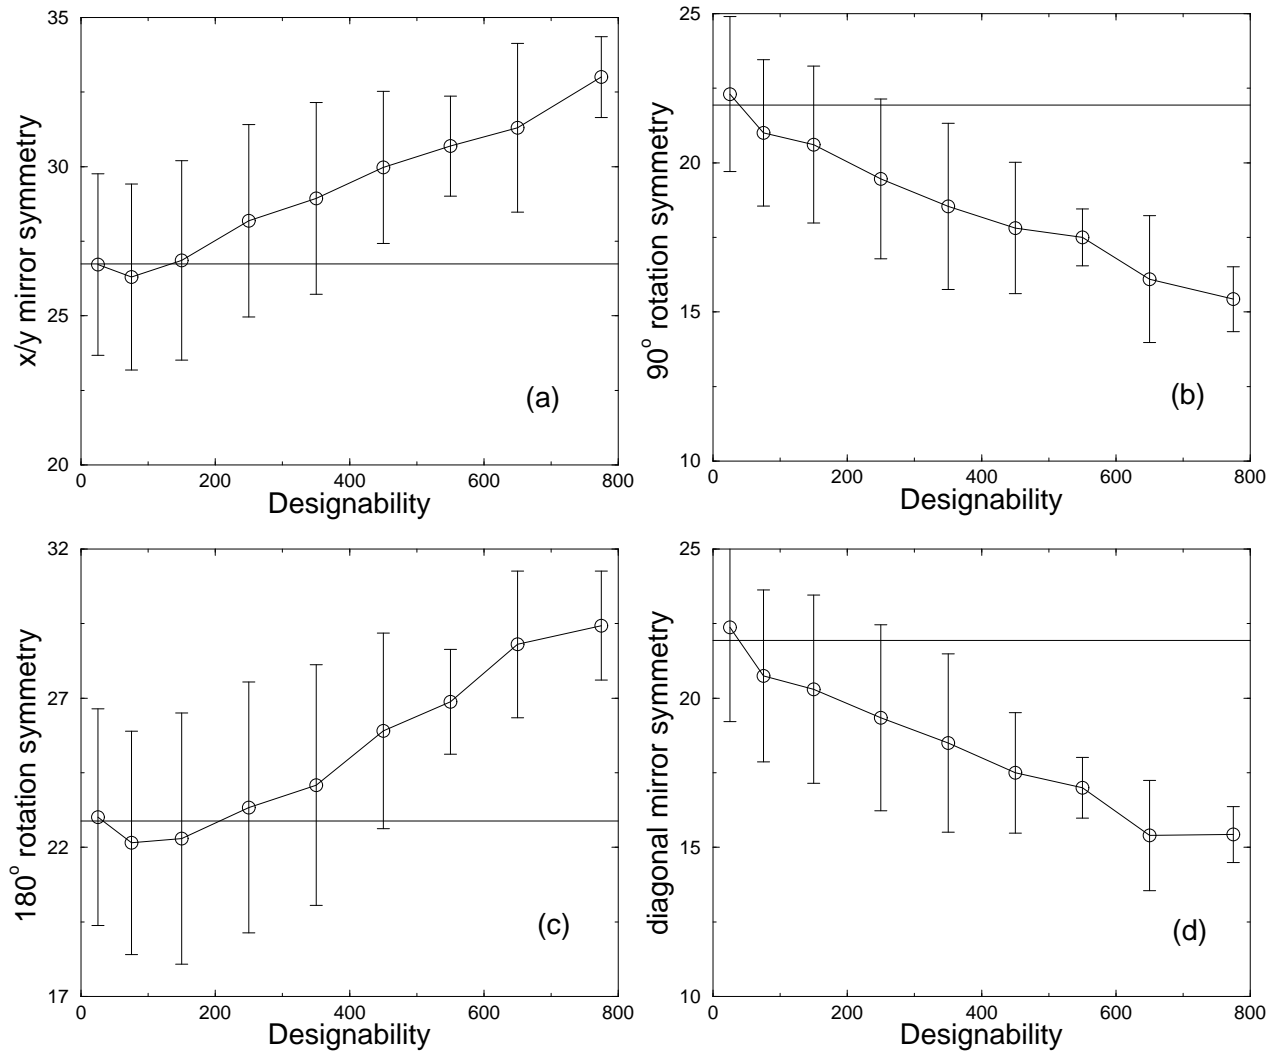 35
30
25
20
x/y mirror symmetry
(a)
0 200 400 600 800
Designability
25
20
15
10
90° rotation symmetry
(b)
0 200 400 600 800
Designability
32
27
22
17
180° rotation symmetry
(c)
0 200 400 600 800
Designability
25
20
15
10
diagonal mirror symmetry
(d)
0 200 400 600 800
Designability